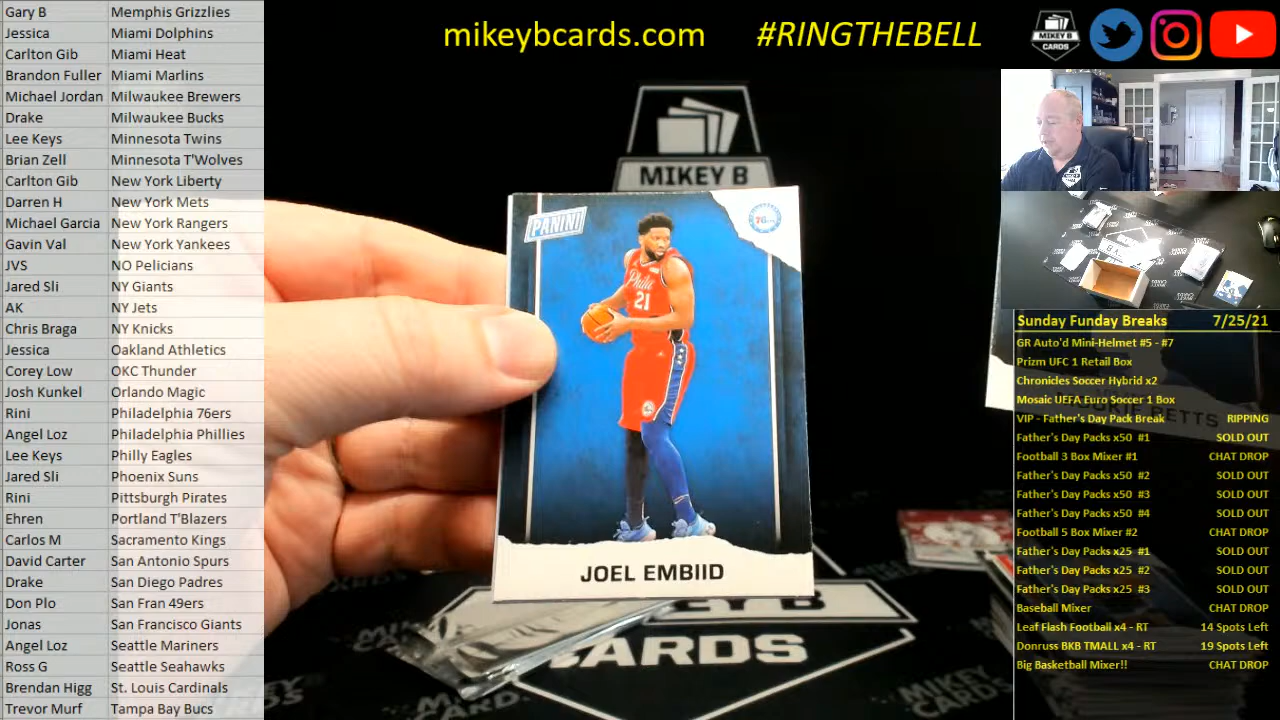 Gary B Memphis Grizzlies
Jessica Miami Dolphins
Carlton Gib Miami Heat
Brandon Fuller Miami Marlins
Michael Jordan Milwaukee Brewers
Drake Milwaukee Bucks
Lee Keys Minnesota Twins
Brian Zell Minnesota T'Wolves
Carlton Gib New York Liberty
Darren H New York Mets
Michael Garcia New York Rangers
Gavin Val New York Yankees
JVS NO Pelicans
Jared Sli NY Giants
AK NY Jets
Chris Braga NY Knicks
Jessica Oakland Athletics
Corey Low OKC Thunder
Josh Kunkel Orlando Magic
Rini Philadelphia 76ers
Angel Loz Philadelphia Phillies
Lee Keys Philly Eagles
Jared Sli Phoenix Suns
Rini Pittsburgh Pirates
Ehren Portland T'Blazers
Carlos M Sacramento Kings
David Carter San Antonio Spurs
Drake San Diego Padres
Don Plo San Fran 49ers
Jonas San Francisco Giants
Angel Loz Seattle Mariners
Ross G Seattle Seahawks
Brendan Higg St. Louis Cardinals
Trevor Murf Tampa Bay Bucs
mikeybcards.com #RINGTHEBELL
MIKEY B
CARDS
MIKEY B
PANINI
76ers
Phila
21
JOEL EMBIID
MIKEY B
CARDS
MIKEY
CARDS
BETTS
Sunday Funday Breaks 7/25/21
GR Auto'd Mini-Helmet #5 - #7
Prizm UFC 1 Retail Box
Chronicles Soccer Hybrid x2
Mosaic UEFA Euro Soccer 1 Box
VIP - Father's Day Pack Break RIPPING
Father's Day Packs x50 #1 SOLD OUT
Football 3 Box Mixer #1 CHAT DROP
Father's Day Packs x50 #2 SOLD OUT
Father's Day Packs x50 #3 SOLD OUT
Father's Day Packs x50 #4 SOLD OUT
Football 5 Box Mixer #2 CHAT DROP
Father's Day Packs x25 #1 SOLD OUT
Father's Day Packs x25 #2 SOLD OUT
Father's Day Packs x25 #3 SOLD OUT
Baseball Mixer CHAT DROP
Leaf Flash Football x4 - RT 14 Spots Left
Donruss BKB TMALL x4 - RT 19 Spots Left
Big Basketball Mixer!! CHAT DROP